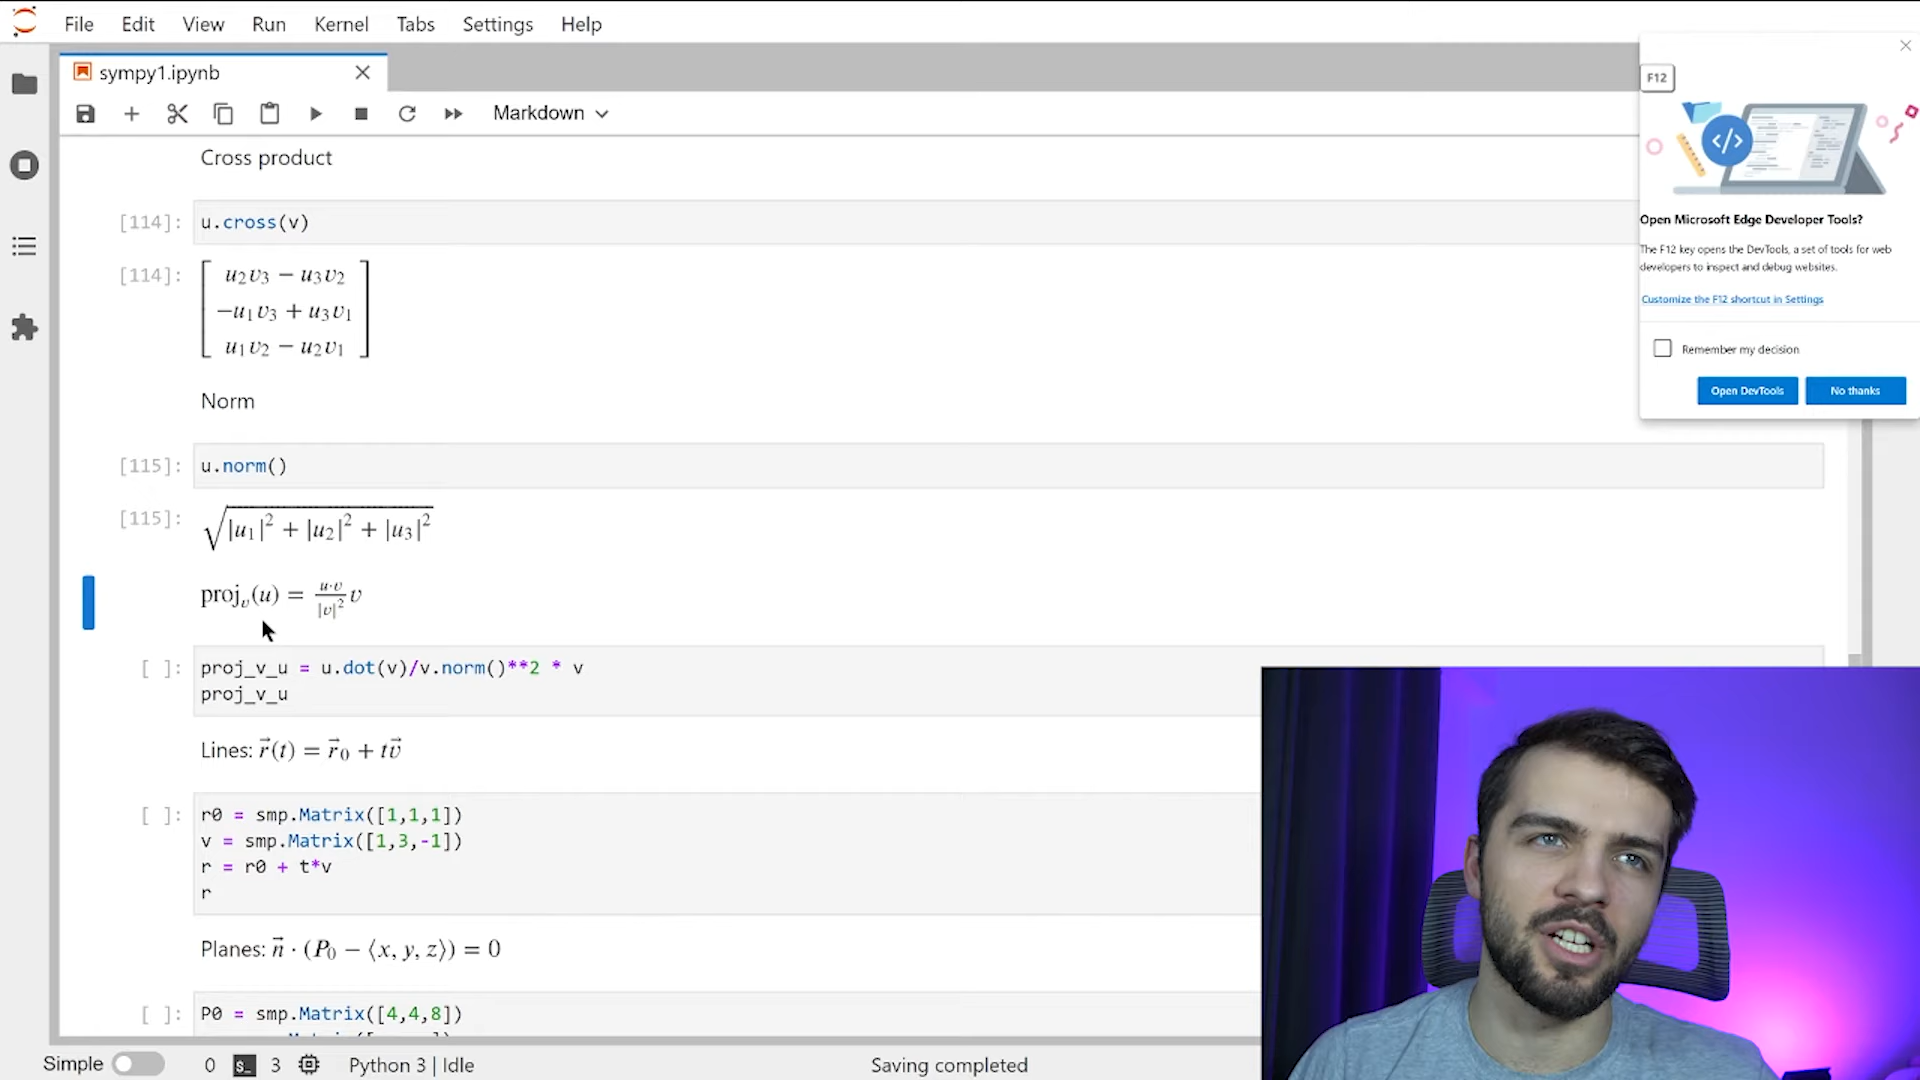 File Edit View Run Kernel Tabs Settings Help
sympy1.ipynb
Markdown
Cross product
[114]: u.cross(v)
[114]: [ u₂v₃ − u₃v₂
−u₁v₃ + u₃v₁
u₁v₂ − u₂v₁ ]
Norm
[115]: u.norm()
[115]: √(|u₁|² + |u₂|² + |u₃|²)
projᵥ(u) = u·v/|v|² v
[ ]: proj_v_u = u.dot(v)/v.norm()**2 * v
proj_v_u
Lines: r⃗(t) = r⃗₀ + tv⃗
[ ]: r0 = smp.Matrix([1,1,1])
v = smp.Matrix([1,3,-1])
r = r0 + t*v
r
Planes: n⃗ · (P₀ − ⟨x, y, z⟩) = 0
[ ]: P0 = smp.Matrix([4,4,8])
Simple 0 $_ 3 Python 3 | Idle Saving completed
F12
</>
Open Microsoft Edge Developer Tools?
The F12 key opens the DevTools, a set of tools for web
developers to inspect and debug websites.
Customize the F12 shortcut in Settings
Remember my decision
Open DevTools No thanks